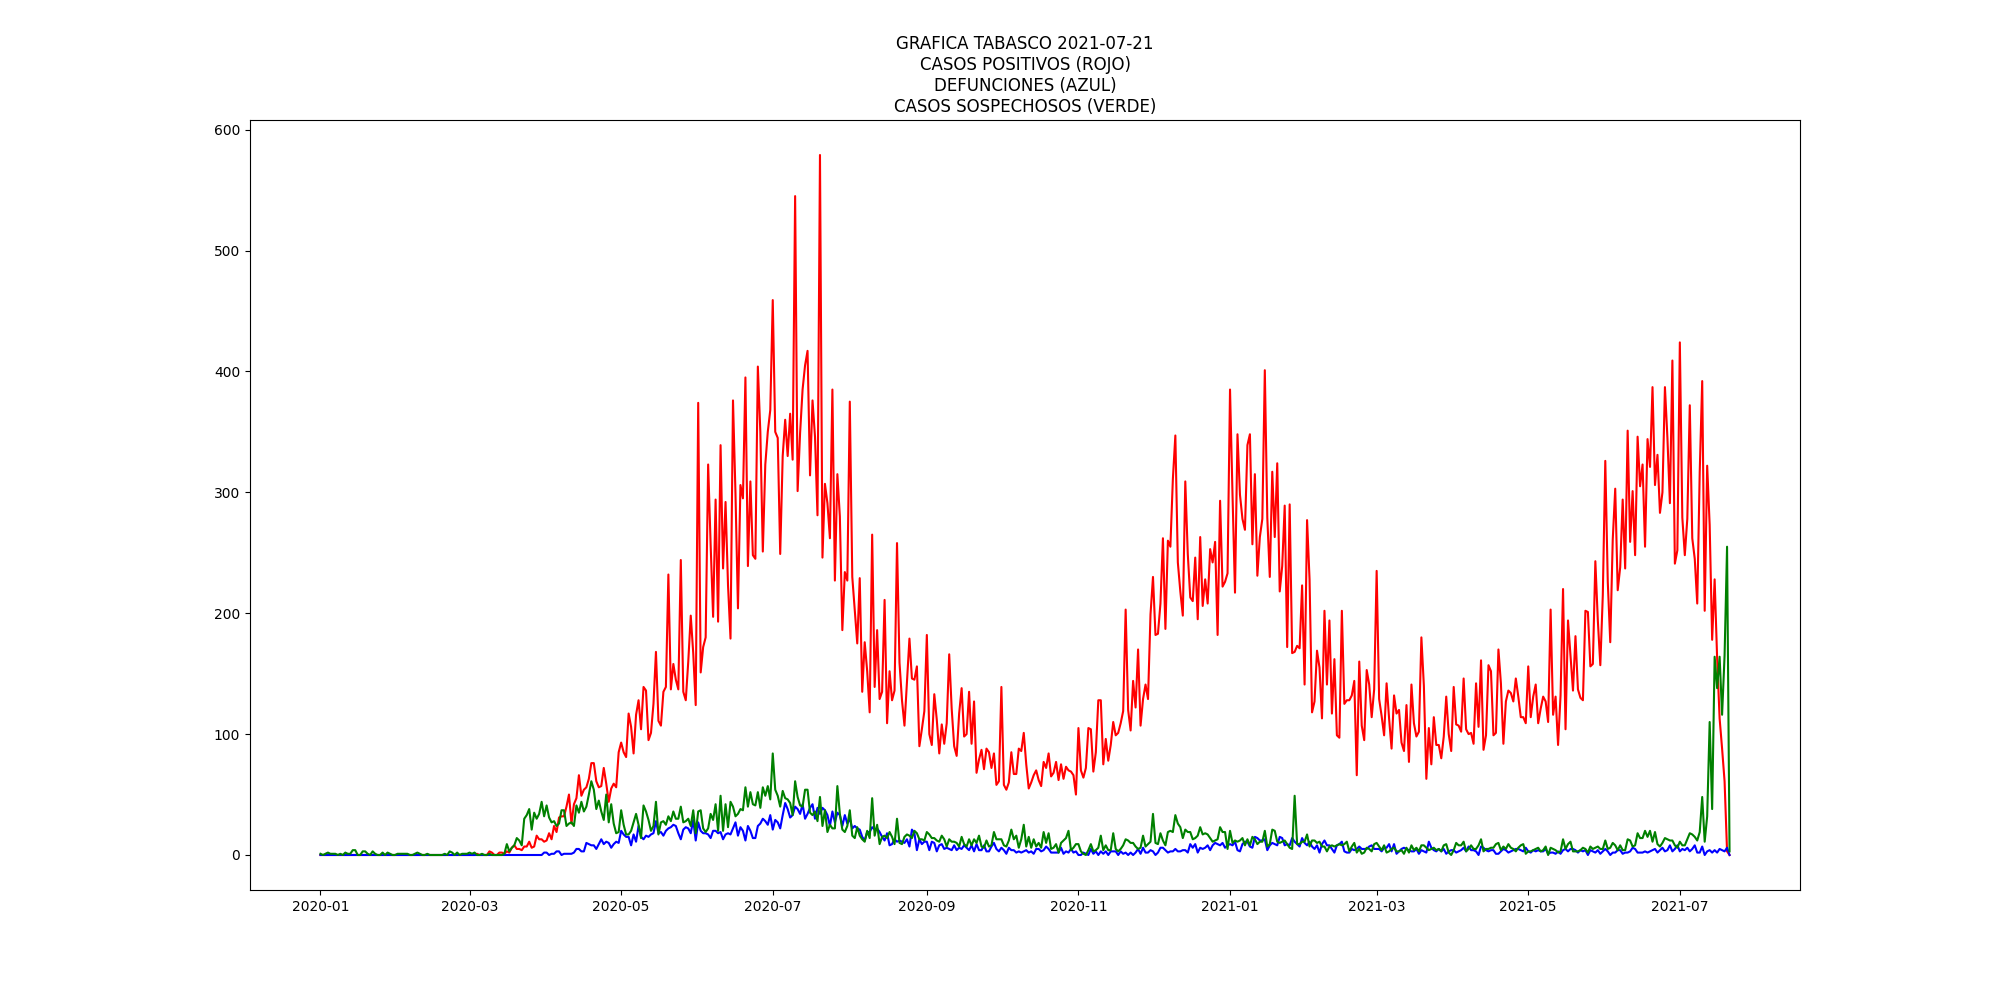 GRAFICA TABASCO 2021-07-21
CASOS POSITIVOS (ROJO)
DEFUNCIONES (AZUL)
CASOS SOSPECHOSOS (VERDE)
600
500
400
300
200
100
0
2020-01 2020-03 2020-05 2020-07 2020-09 2020-11 2021-01 2021-03 2021-05 2021-07